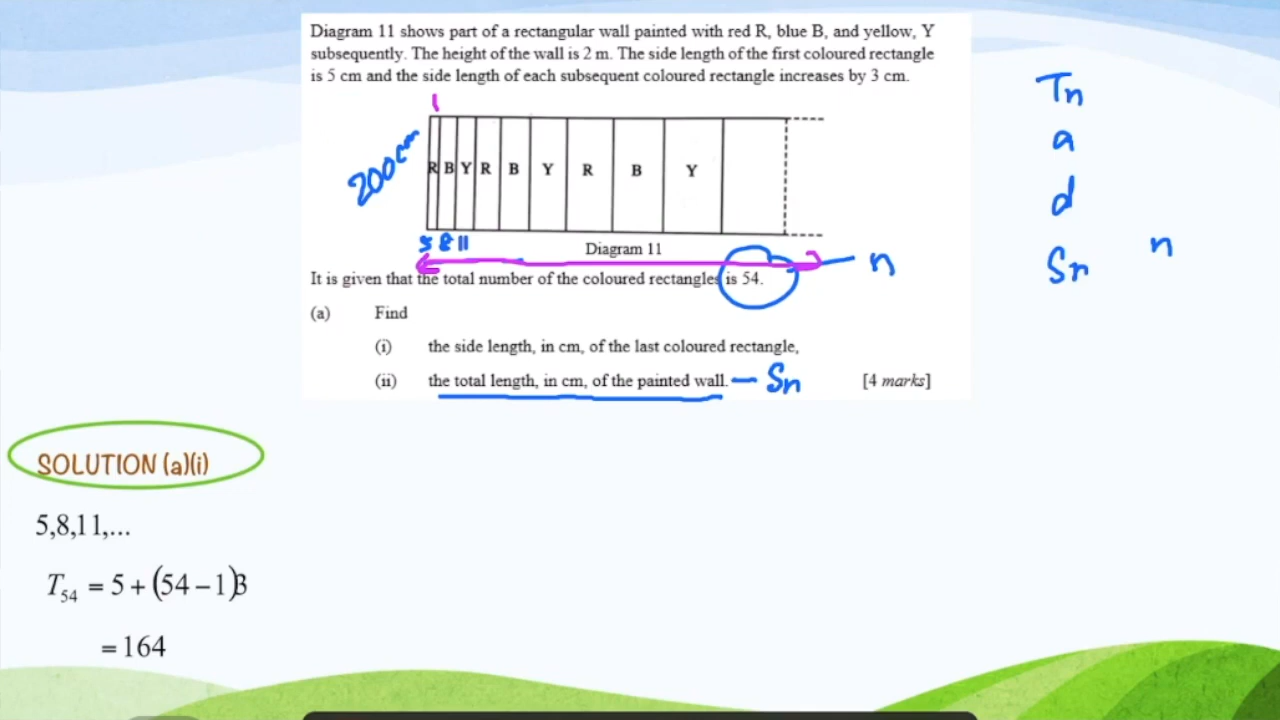 Diagram 11 shows part of a rectangular wall painted with red R, blue B, and yellow, Y
subsequently. The height of the wall is 2 m. The side length of the first coloured rectangle
is 5 cm and the side length of each subsequent coloured rectangle increases by 3 cm.
Tn
a
d
Sn
n
200cm
R B Y R B Y R B Y
5 8 11
Diagram 11
n
It is given that the total number of the coloured rectangles is 54.
(a) Find
(i) the side length, in cm, of the last coloured rectangle,
(ii) the total length, in cm, of the painted wall. — Sn [4 marks]
SOLUTION (a)(i)
5,8,11,...
T54 = 5 + (54 − 1)3
= 164